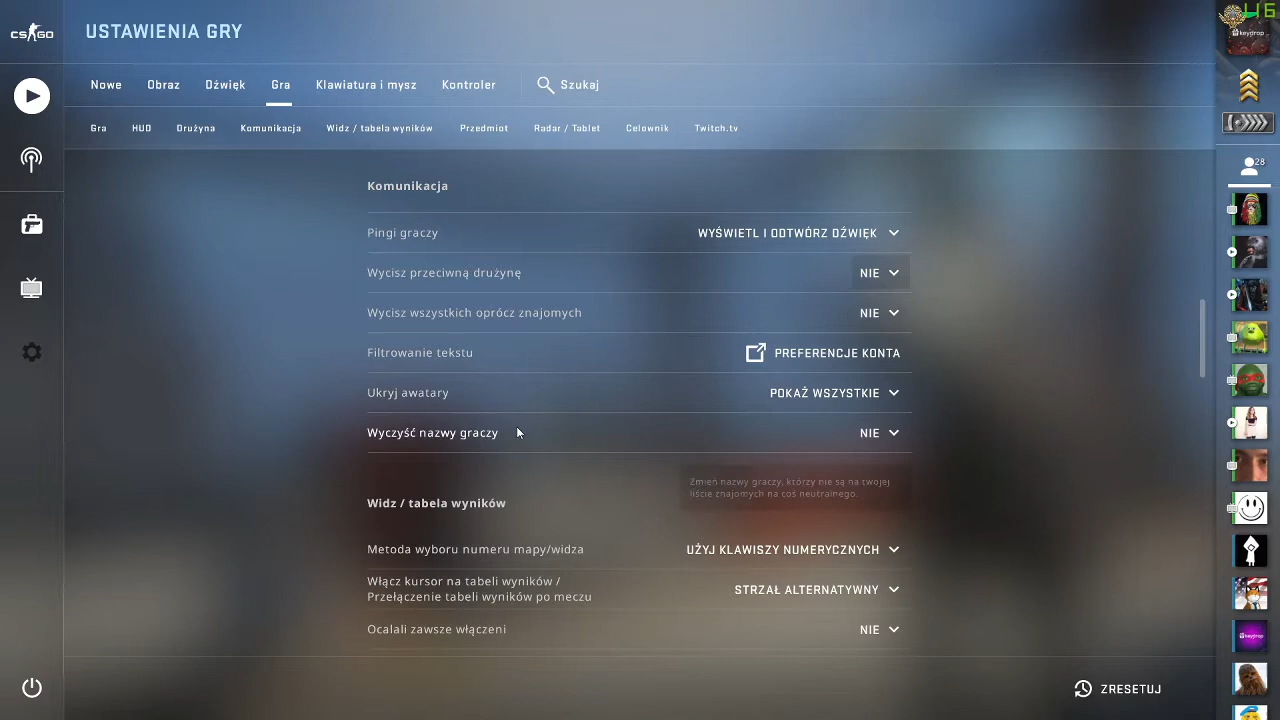 CS:GO
USTAWIENIA GRY
Nowe
Obraz
Dźwięk
Gra
Klawiatura i mysz
Kontroler
Szukaj
Gra
HUD
Drużyna
Komunikacja
Widz / tabela wyników
Przedmiot
Radar / Tablet
Celownik
Twitch.tv
Komunikacja
Pingi graczy
WYŚWIETL I ODTWÓRZ DŹWIĘK
Wycisz przeciwną drużynę
NIE
Wycisz wszystkich oprócz znajomych
NIE
Filtrowanie tekstu
PREFERENCJE KONTA
Ukryj awatary
POKAŻ WSZYSTKIE
Wyczyść nazwy graczy
NIE
Zmień nazwy graczy, którzy nie są na twojej
liście znajomych na coś neutralnego.
Widz / tabela wyników
Metoda wyboru numeru mapy/widza
UŻYJ KLAWISZY NUMERYCZNYCH
Włącz kursor na tabeli wyników /
Przełączenie tabeli wyników po meczu
STRZAŁ ALTERNATYWNY
Ocalali zawsze włączeni
NIE
ZRESETUJ
keydrop
28
keydrop